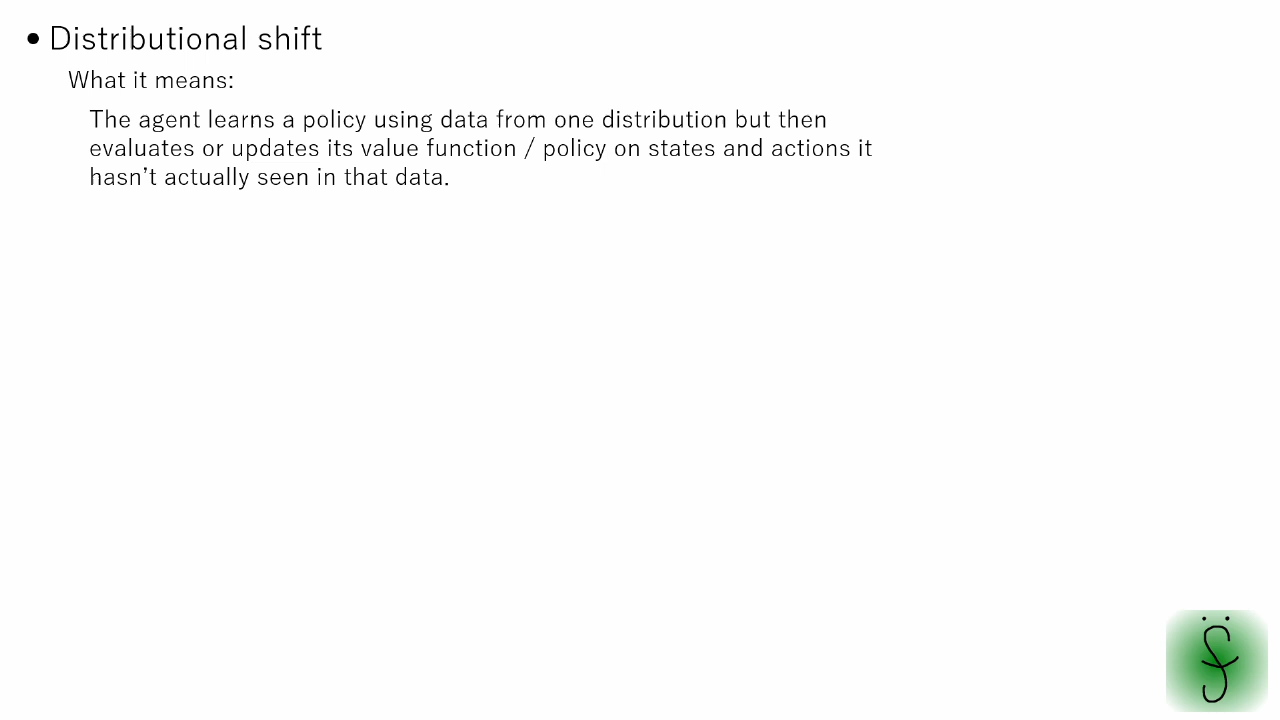 • Distributional shift
What it means:
The agent learns a policy using data from one distribution but then
evaluates or updates its value function / policy on states and actions it
hasn’t actually seen in that data.